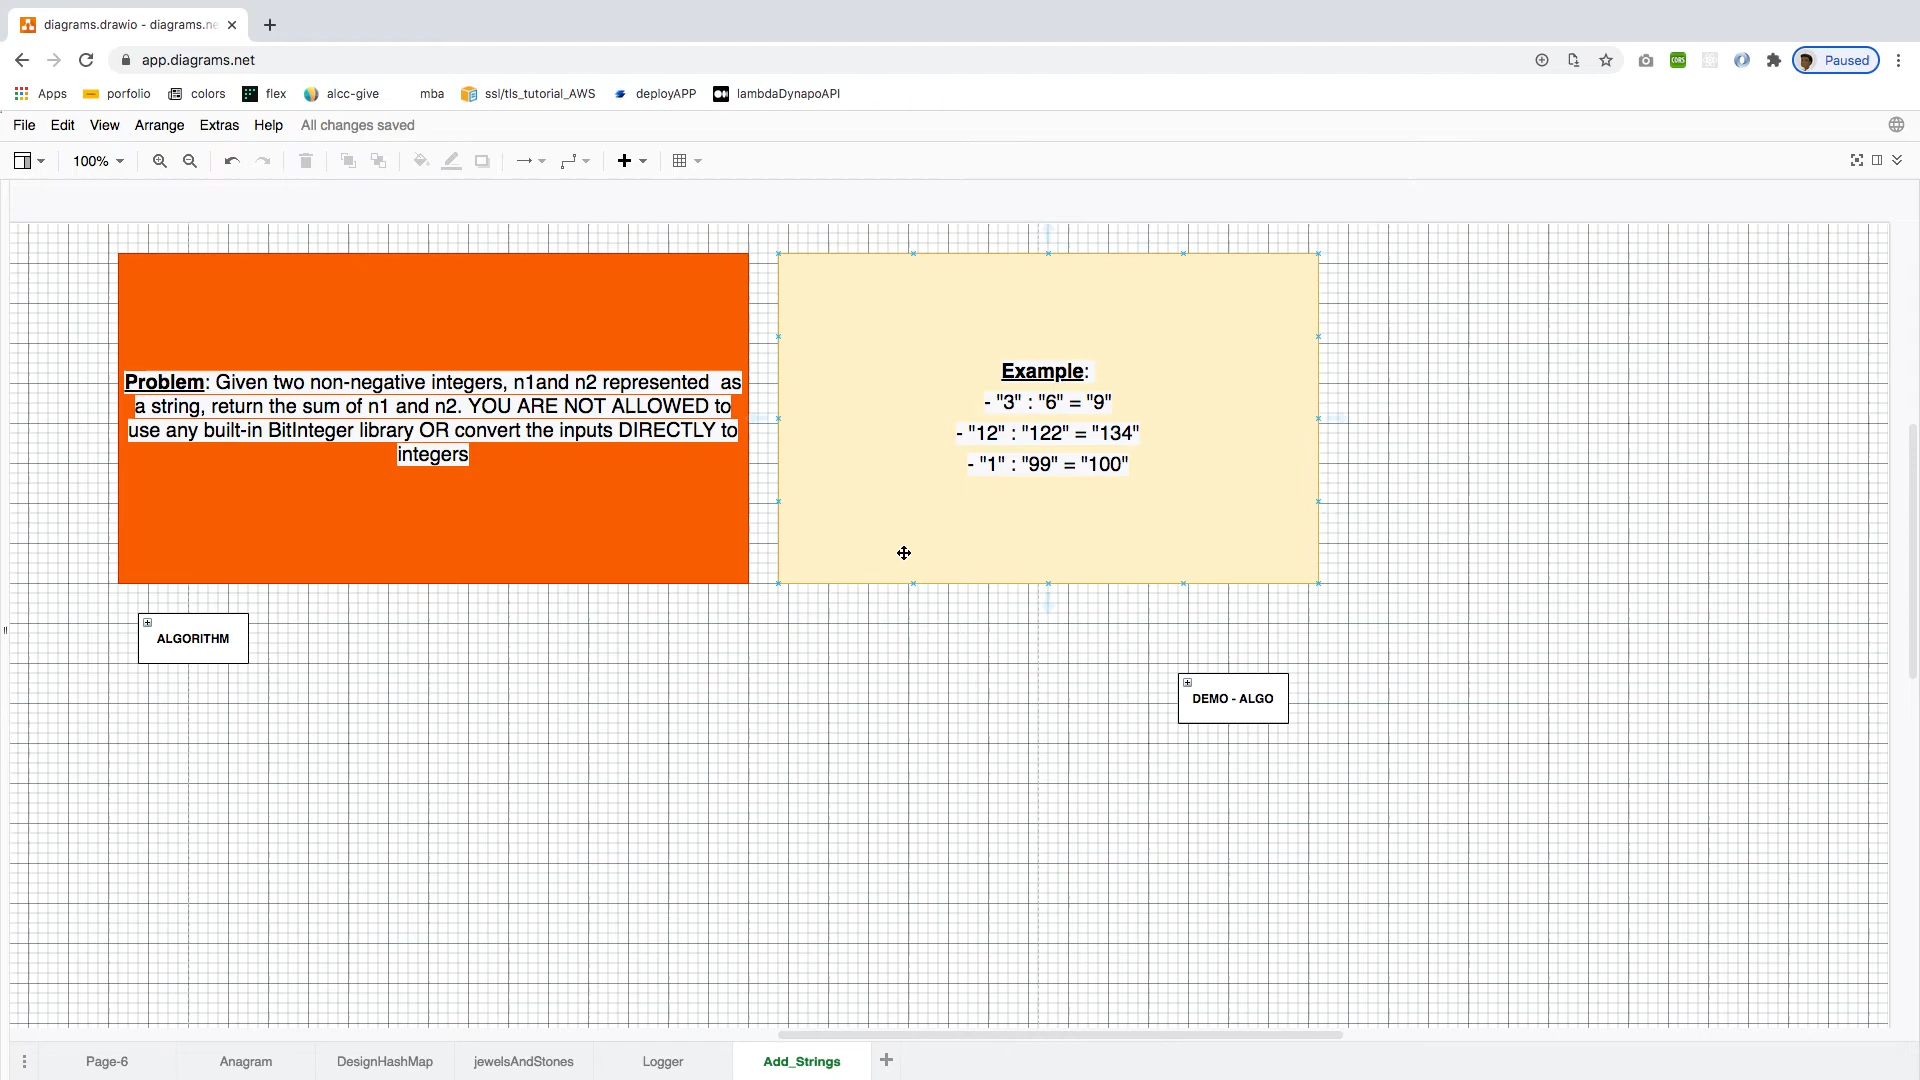 diagrams.drawio - diagrams.ne
app.diagrams.net
Paused
Apps
porfolio
colors
flex
alcc-give
mba
ssl/tls_tutorial_AWS
deployAPP
lambdaDynapoAPI
File
Edit
View
Arrange
Extras
Help
All changes saved
100%
Problem: Given two non-negative integers, n1and n2 represented as
a string, return the sum of n1 and n2. YOU ARE NOT ALLOWED to
use any built-in BitInteger library OR convert the inputs DIRECTLY to
integers
Example:
- "3" : "6" = "9"
- "12" : "122" = "134"
- "1" : "99" = "100"
ALGORITHM
DEMO - ALGO
Page-6
Anagram
DesignHashMap
jewelsAndStones
Logger
Add_Strings